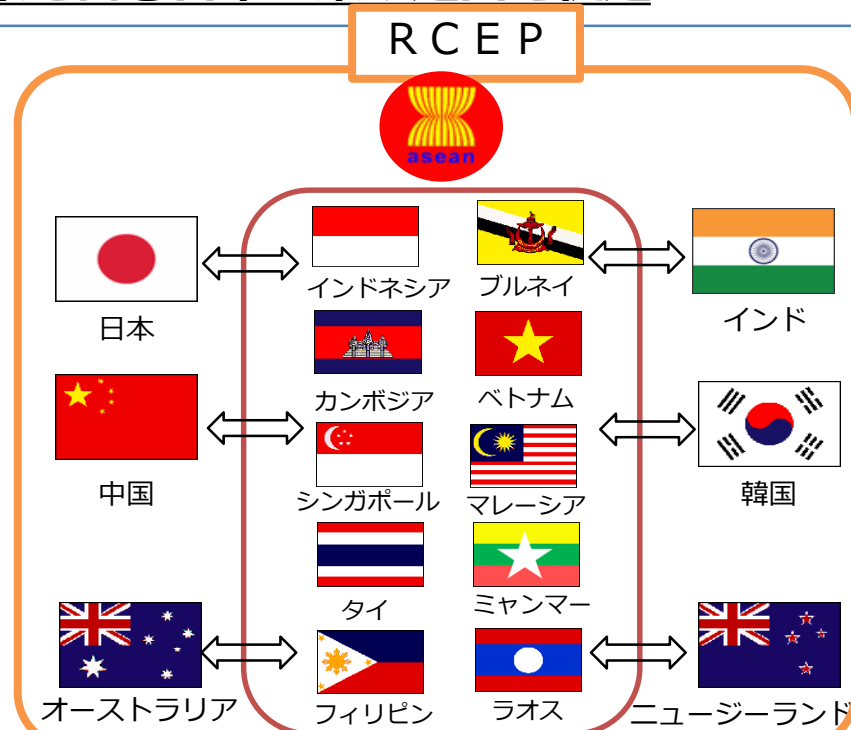 RCEP
asean
日本
インドネシア
ブルネイ
インド
カンボジア
ベトナム
中国
シンガポール
マレーシア
韓国
タイ
ミャンマー
オーストラリア
フィリピン
ラオス
ニュージーランド